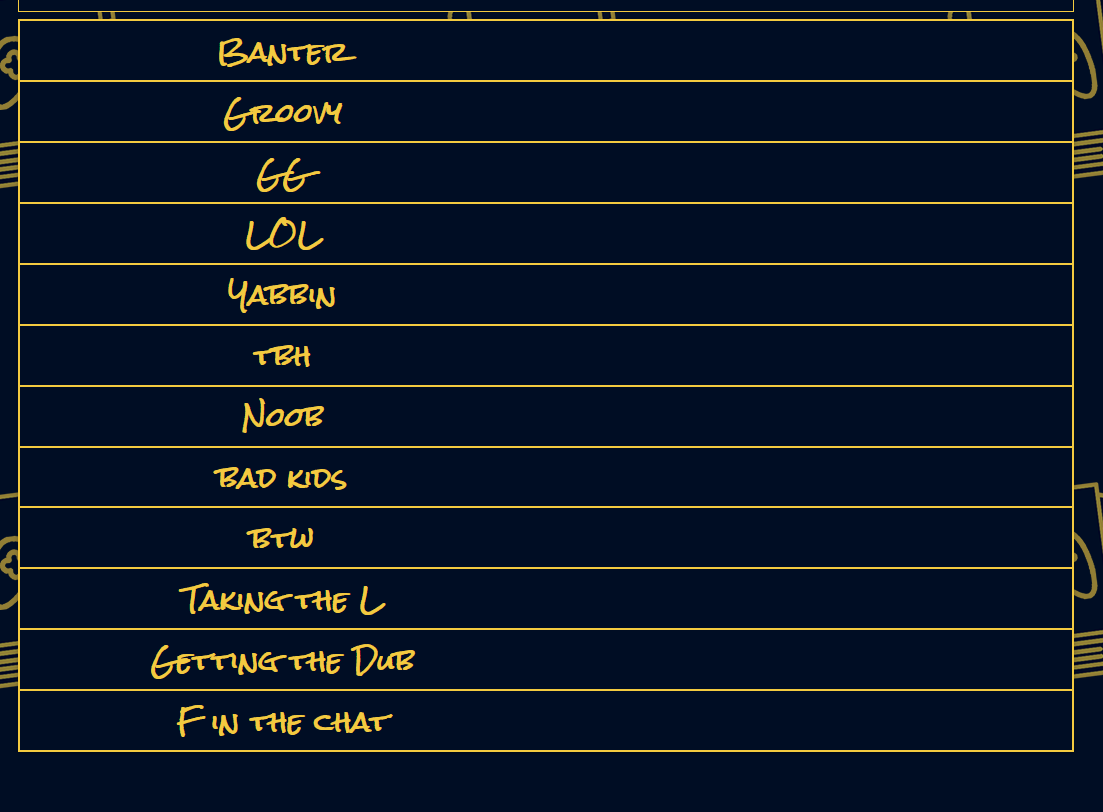 Banter
Groovy
GG
LOL
Yabbin
tbh
Noob
bad kids
btw
Taking the L
Getting the Dub
F in the chat